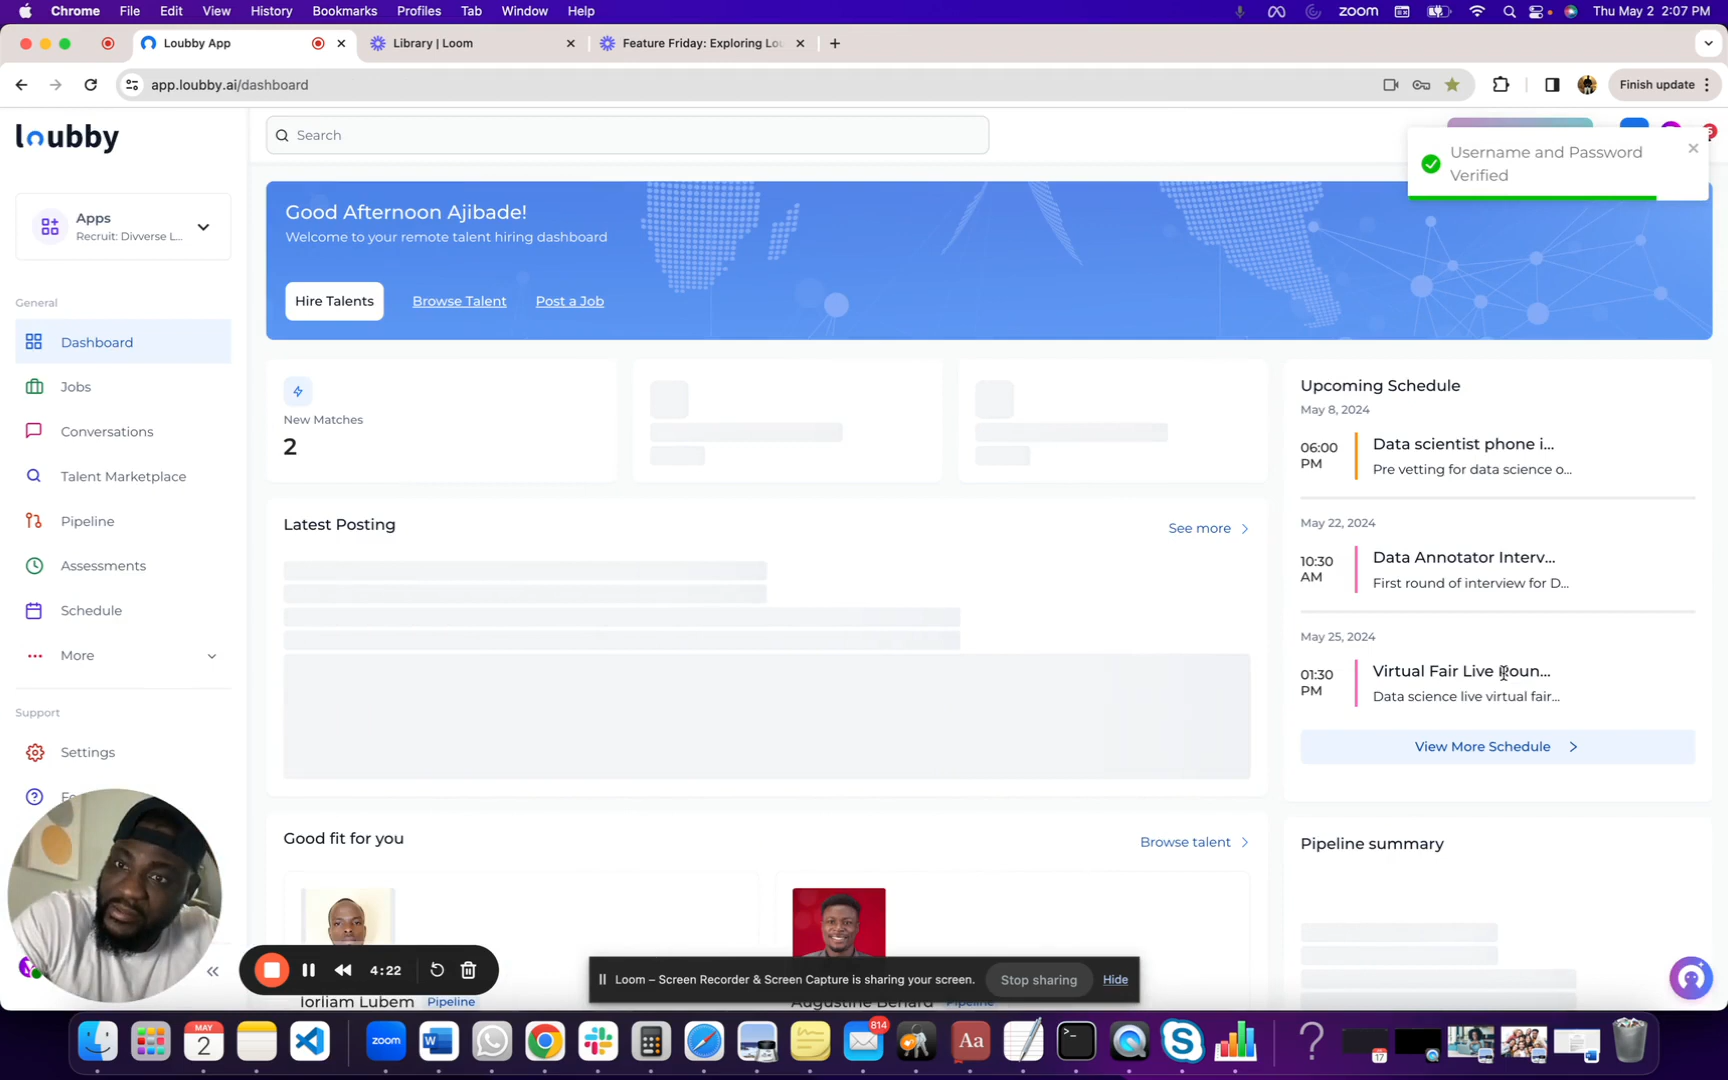 Chrome File Edit View History Bookmarks Profiles Tab Window Help zoom Thu May 2 2:07 PM
Loubby App Library | Loom Feature Friday: Exploring Lou
app.loubby.ai/dashboard Finish update
loubby
Search
Username and Password
Verified
Apps
Recruit: Divverse L...
Good Afternoon Ajibade!
Welcome to your remote talent hiring dashboard
Hire Talents Browse Talent Post a Job
General
Dashboard
Jobs
Conversations
Talent Marketplace
Pipeline
Assessments
Schedule
More
Support
Settings
New Matches
2
Latest Posting See more
Good fit for you Browse talent
Iorliam Lubem Pipeline
Augustine Benard Pipeline
Upcoming Schedule
May 8, 2024
06:00 PM
Data scientist phone i...
Pre vetting for data science o...
May 22, 2024
10:30 AM
Data Annotator Interv...
First round of interview for D...
May 25, 2024
01:30 PM
Virtual Fair Live Roun...
Data science live virtual fair...
View More Schedule
Pipeline summary
4:22
Loom – Screen Recorder & Screen Capture is sharing your screen. Stop sharing Hide
MAY
2
zoom
814
Aa
17